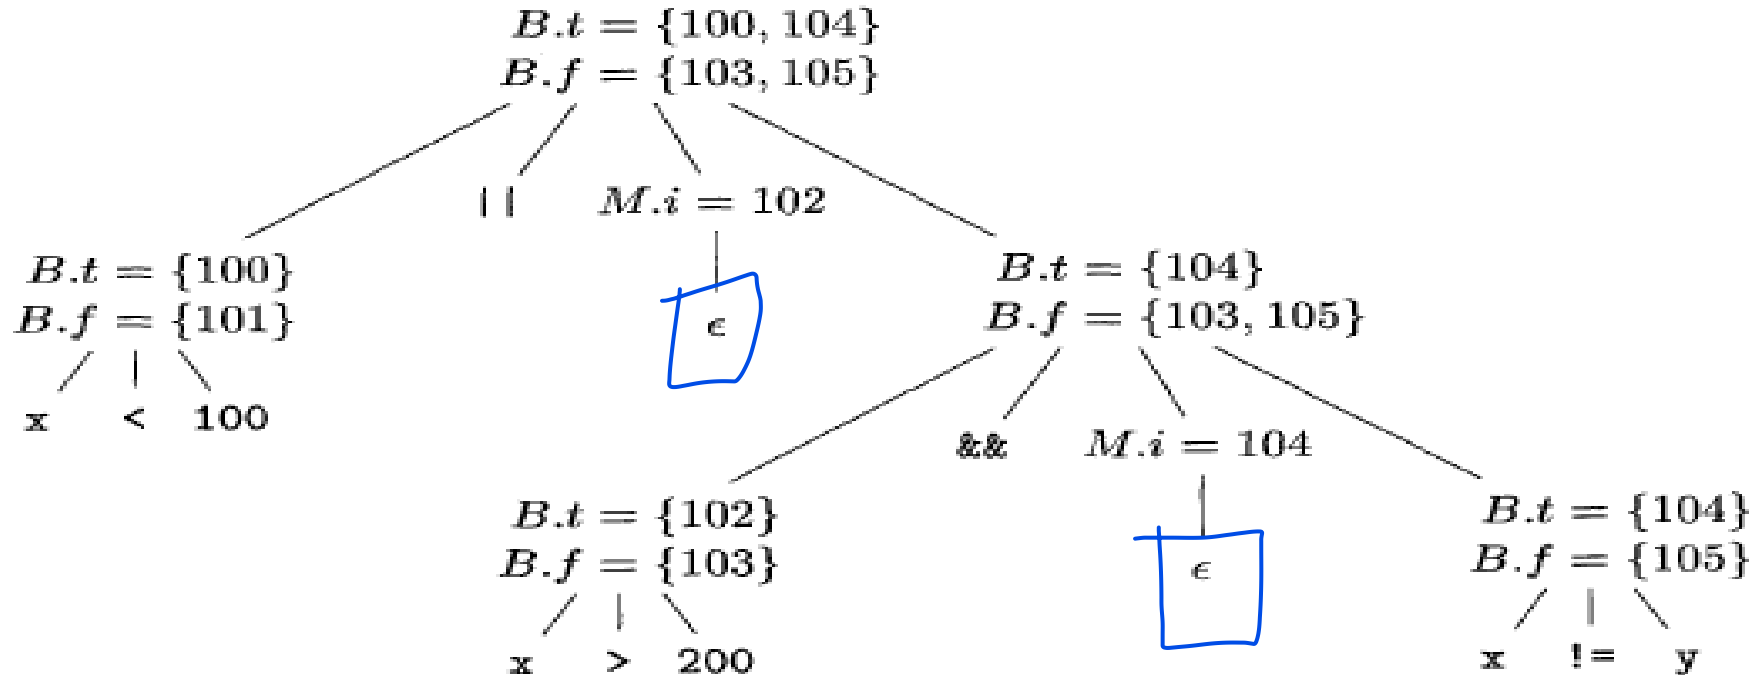 B.t = {100, 104}
B.f = {103, 105}
|| M.i = 102
B.t = {100}
B.f = {101}
ϵ
B.t = {104}
B.f = {103, 105}
x < 100
&& M.i = 104
B.t = {102}
B.f = {103}
ϵ
B.t = {104}
B.f = {105}
x > 200
x != y